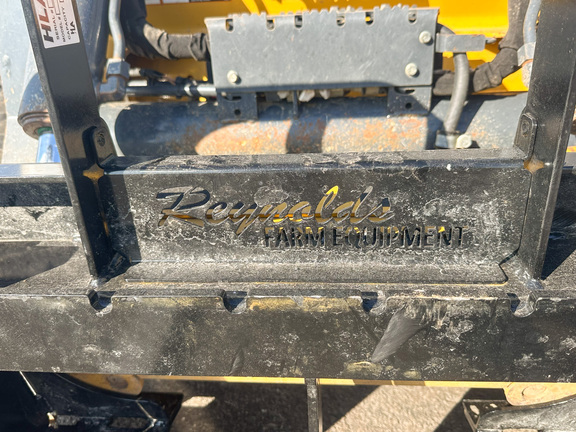 HLA
Reynolds
FARM EQUIPMENT